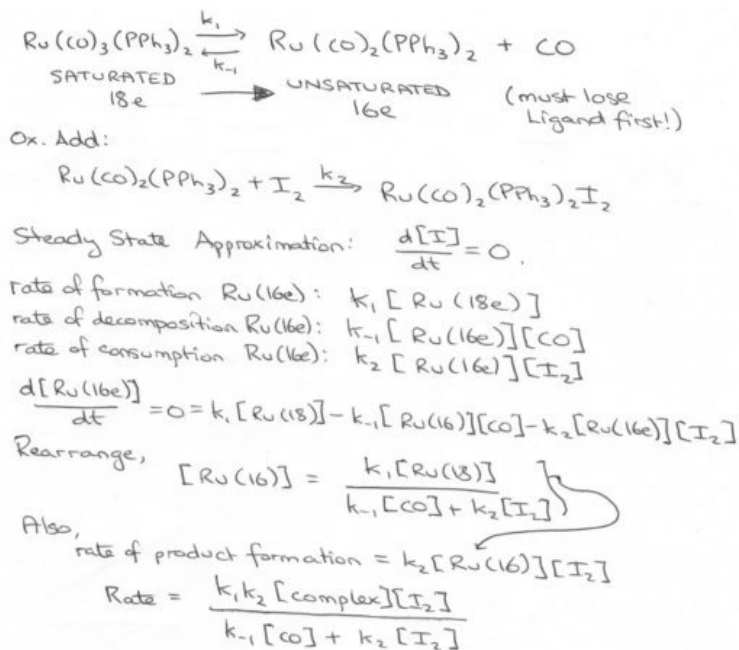 Ru(CO)₃(PPh₃)₂ k₁ ⇌ k₋₁ Ru(CO)₂(PPh₃)₂ + CO
SATURATED 18e → UNSATURATED 16e (must lose Ligand first!)
Ox. Add:
Ru(CO)₂(PPh₃)₂ + I₂ k₂ → Ru(CO)₂(PPh₃)₂I₂
Steady State Approximation: d[I]/dt = 0.
rate of formation Ru(16e): k₁[Ru(18e)]
rate of decomposition Ru(16e): k₋₁[Ru(16e)][CO]
rate of consumption Ru(16e): k₂[Ru(16e)][I₂]
d[Ru(16e)]/dt = 0 = k₁[Ru(18)] - k₋₁[Ru(16)][CO] - k₂[Ru(16e)][I₂]
Rearrange,
[Ru(16)] = k₁[Ru(18)] / k₋₁[CO] + k₂[I₂]
Also,
rate of product formation = k₂[Ru(16)][I₂]
Rate = k₁k₂[complex][I₂] / k₋₁[CO] + k₂[I₂]